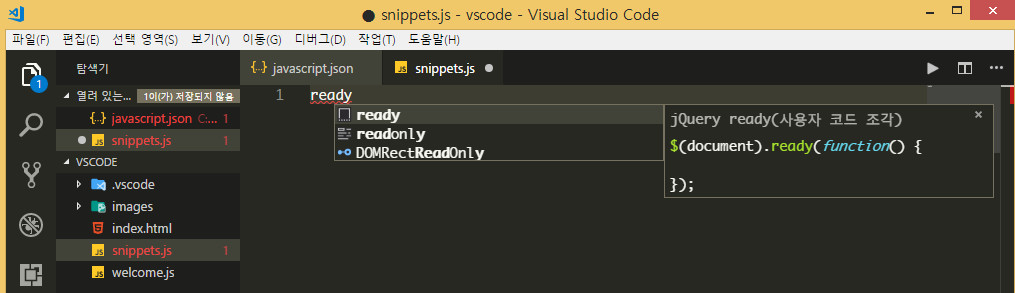 ● snippets.js - vscode - Visual Studio Code
파일(F) 편집(E) 선택 영역(S) 보기(V) 이동(G) 디버그(D) 작업(T) 도움말(H)
탐색기
{..} javascript.json
JS snippets.js ●
열려 있는... 1이(가) 저장되지 않음
{..} javascript.json C:... 1
● JS snippets.js 1
VSCODE
.vscode
images
index.html
JS snippets.js 1
JS welcome.js
1
1 ready
ready
readonly
DOMRectReadOnly
jQuery ready(사용자 코드 조각) ×
$(document).ready(function() {
});